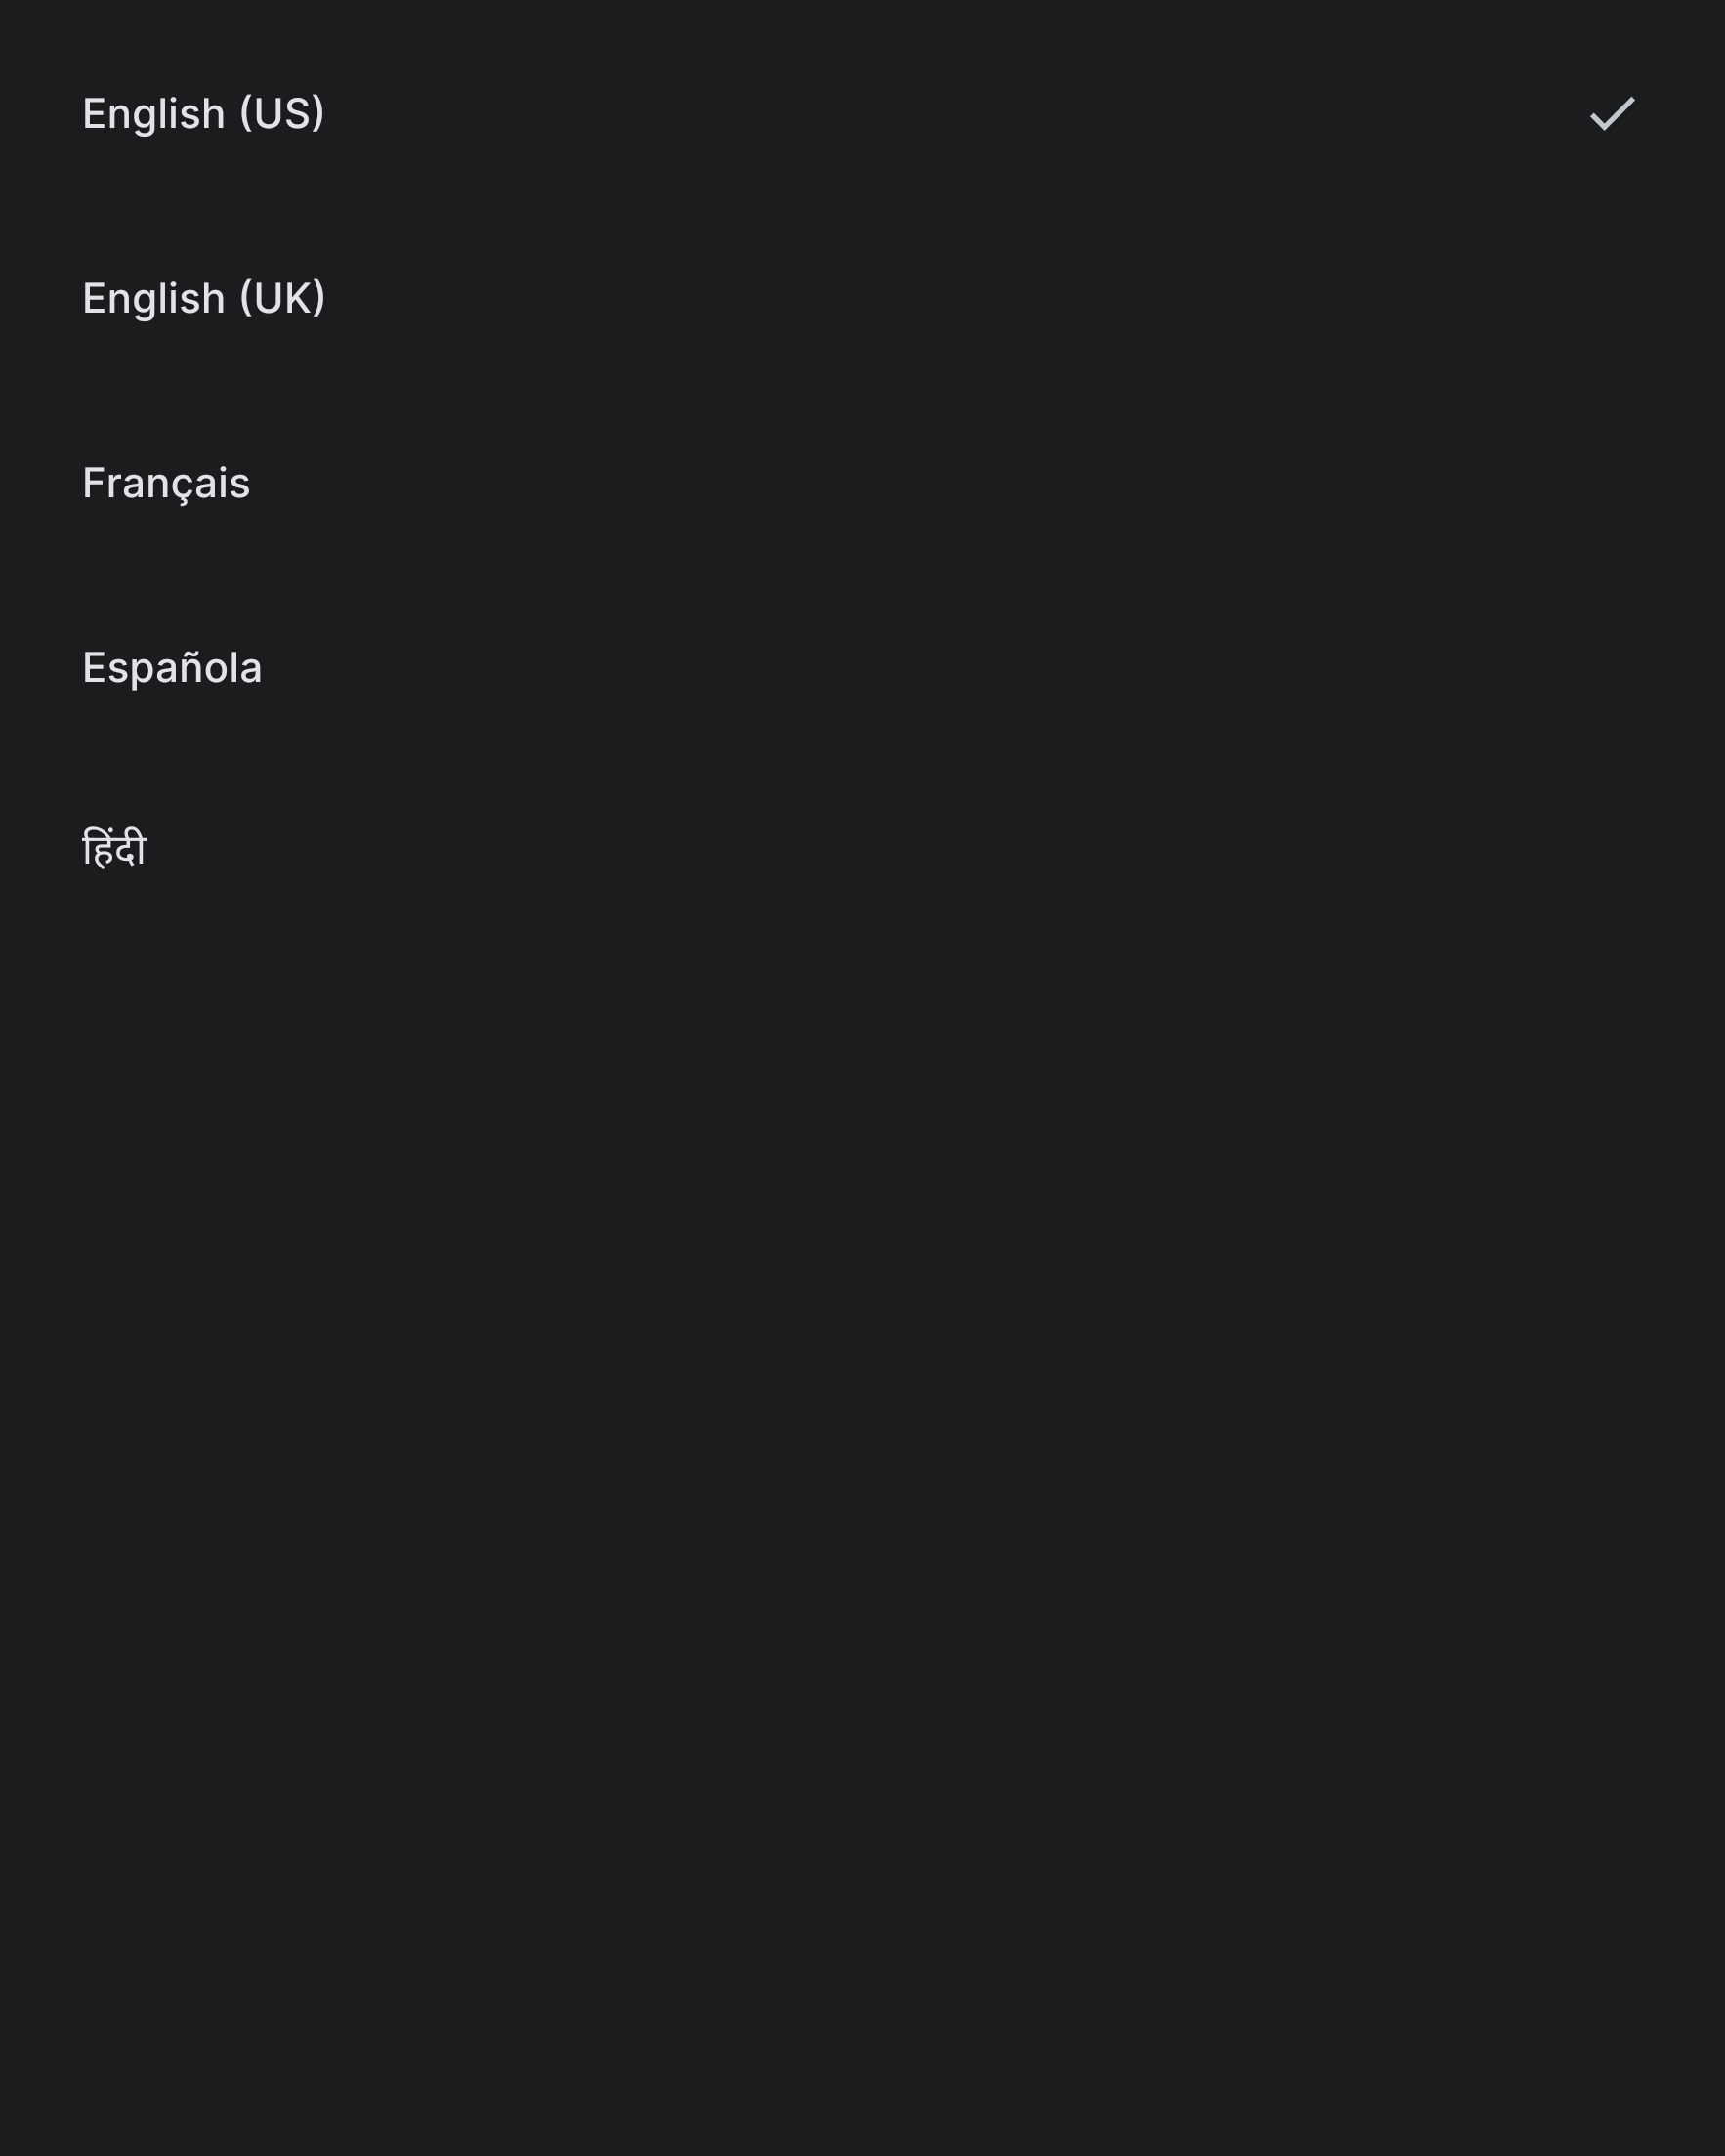 English (US)
English (UK)
Français
Española
हिंदी